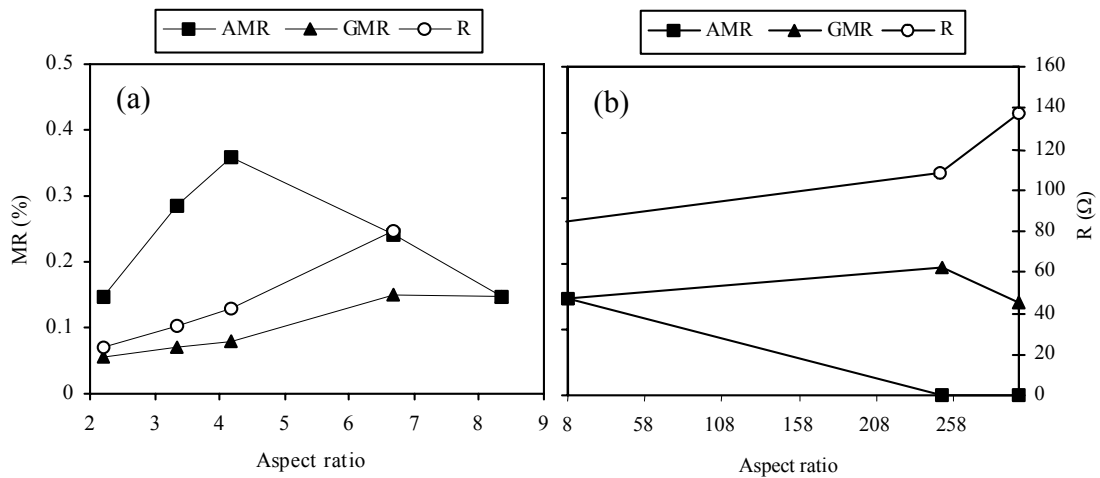 AMR GMR R
AMR GMR R
(a)
MR (%)
0.5
0.4
0.3
0.2
0.1
0
2 3 4 5 6 7 8 9
Aspect ratio
(b)
R (Ω)
160
140
120
100
80
60
40
20
0
8 58 108 158 208 258
Aspect ratio